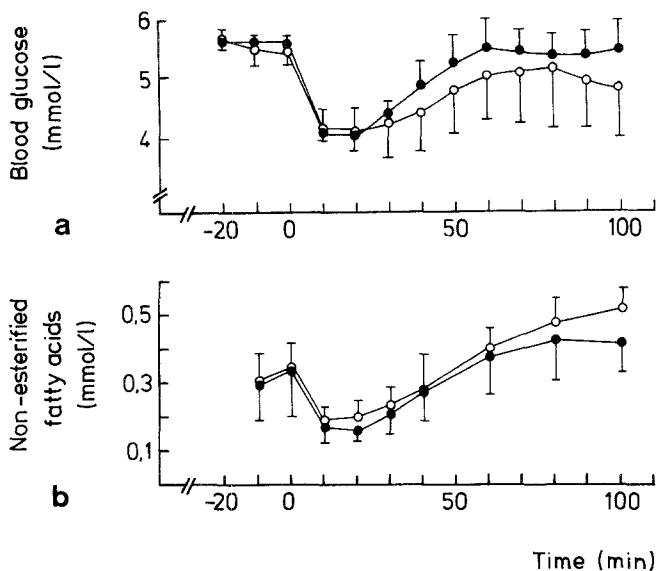 Blood glucose
(mmol/l)
6
5
4
a
-20 0 50 100
Non-esterified
fatty acids
(mmol/l)
0,5
0,3
0,1
b
-20 0 50 100
Time (min)